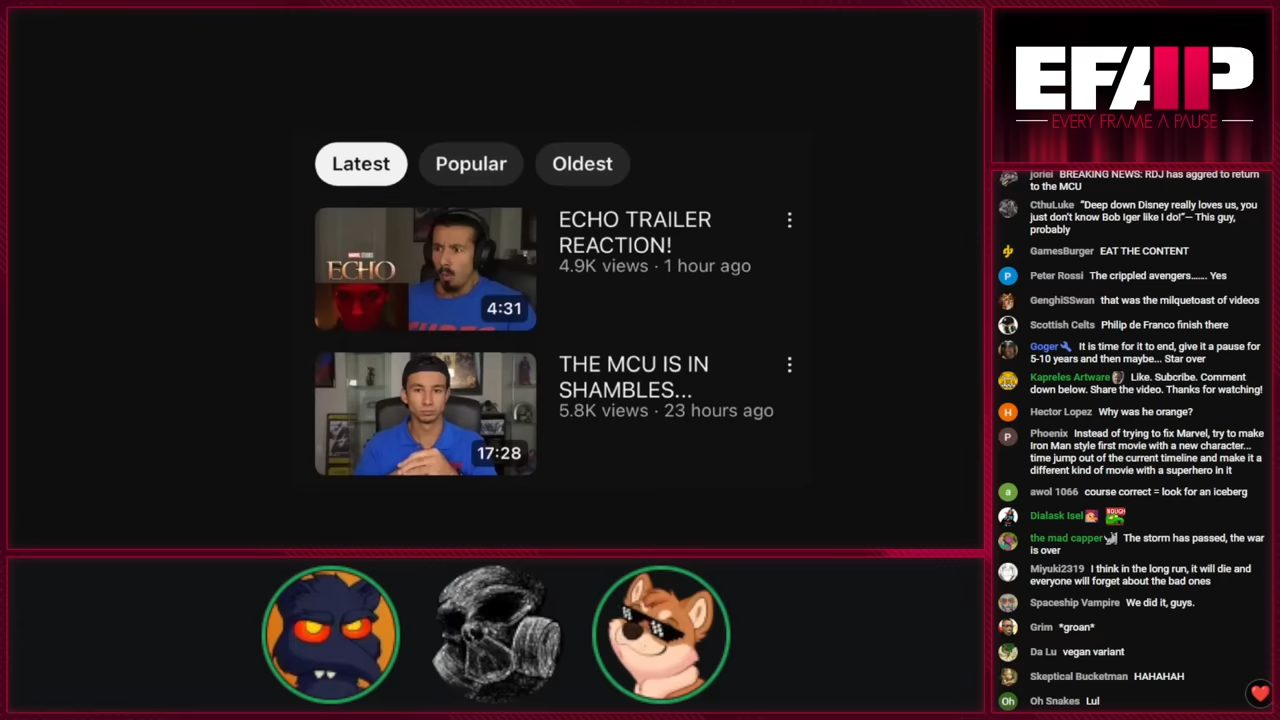 Latest
Popular
Oldest
MARVEL STUDIOS
ECHO
4:31
ECHO TRAILER
REACTION!
4.9K views · 1 hour ago
17:28
THE MCU IS IN
SHAMBLES...
5.8K views · 23 hours ago
EFAP
EVERY FRAME A PAUSE
joriel BREAKING NEWS: RDJ has aggred to return
to the MCU
CthuLuke “Deep down Disney really loves us, you
just don't know Bob Iger like I do!”— This guy,
probably
GamesBurger EAT THE CONTENT
Peter Rossi The crippled avengers....... Yes
GenghiSSwan that was the milquetoast of videos
Scottish Celts Philip de Franco finish there
Goger It is time for it to end, give it a pause for
5-10 years and then maybe... Star over
Kapreles Artware Like. Subcribe. Comment
down below. Share the video. Thanks for watching!
H
Hector Lopez Why was he orange?
P
Phoenix Instead of trying to fix Marvel, try to make
Iron Man style first movie with a new character...
time jump out of the current timeline and make it a
different kind of movie with a superhero in it
a
awol 1066 course correct = look for an iceberg
Dialask Isel
the mad capper The storm has passed, the war
is over
Miyuki2319 I think in the long run, it will die and
everyone will forget about the bad ones
Spaceship Vampire We did it, guys.
Grim *groan*
Da Lu vegan variant
Skeptical Bucketman HAHAHAH
Oh
Oh Snakes Lul